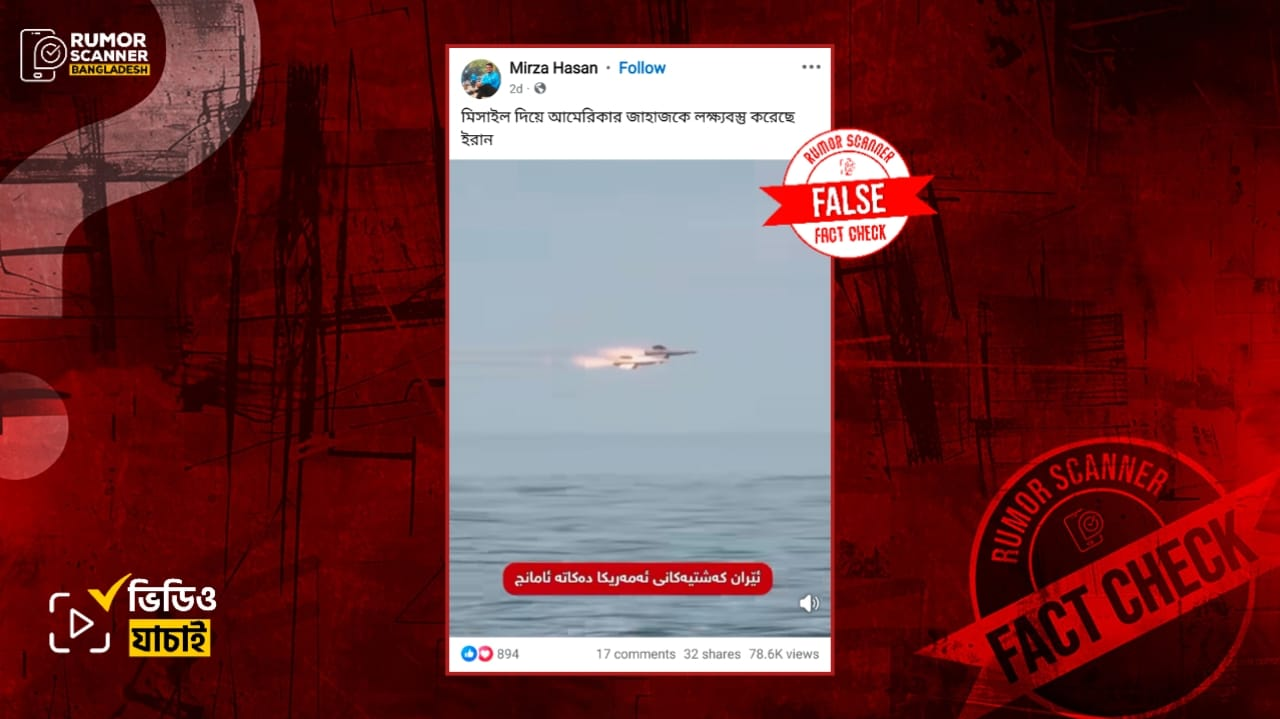 RUMOR
SCANNER
BANGLADESH
Mirza Hasan · Follow
2d
মিসাইল দিয়ে আমেরিকার জাহাজকে লক্ষ্যবস্তু করেছে
ইরান
RUMOR SCANNER
FALSE
FACT CHECK
ئێران کەشتیەکانی ئەمەریکا دەکاتە ئامانج
894
17 comments 32 shares 78.6K views
ভিডিও
যাচাই
RUMOR SCANNER
FACT CHECK